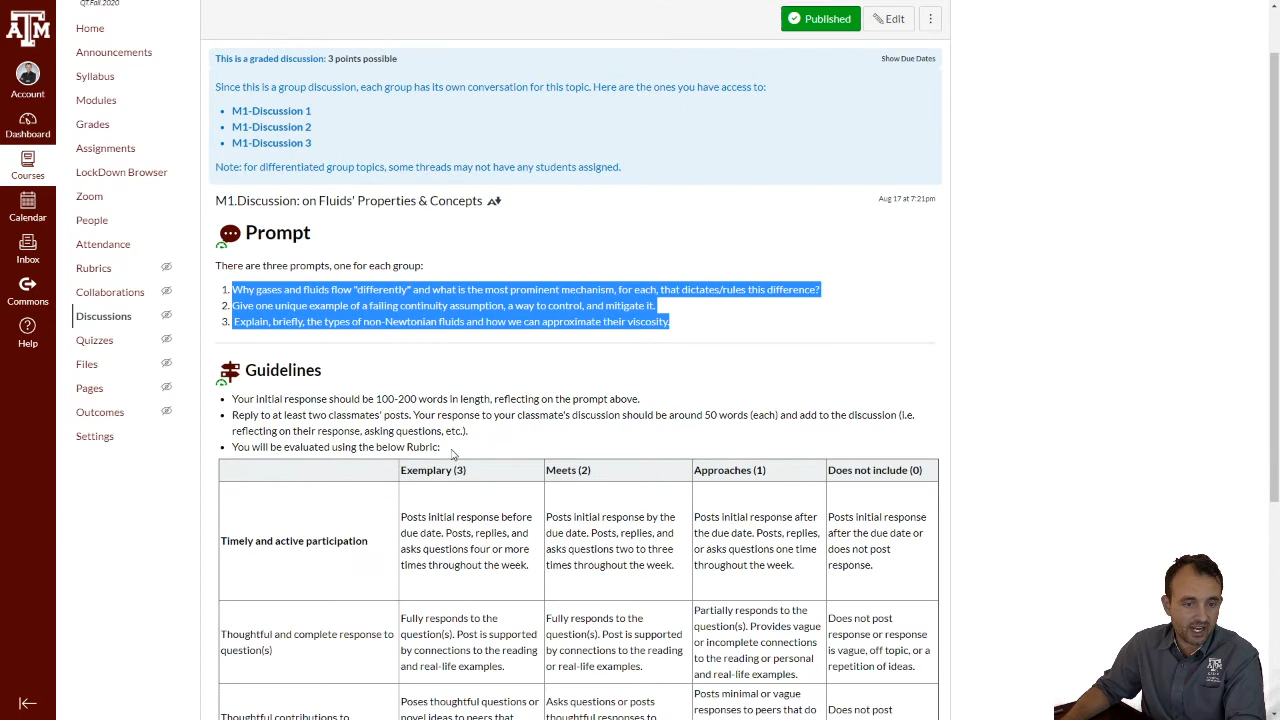 QT.Fall.2020
Home
Announcements
Syllabus
Modules
Grades
Assignments
LockDown Browser
Zoom
People
Attendance
Rubrics
Collaborations
Discussions
Quizzes
Files
Pages
Outcomes
Settings
ATM
Account
Dashboard
Courses
Calendar
Inbox
Commons
Help
Published
Edit
This is a graded discussion: 3 points possible
Show Due Dates
Since this is a group discussion, each group has its own conversation for this topic. Here are the ones you have access to:
• M1-Discussion 1
• M1-Discussion 2
• M1-Discussion 3
Note: for differentiated group topics, some threads may not have any students assigned.
M1.Discussion: on Fluids' Properties & Concepts
Aug 17 at 7:21pm
Prompt
There are three prompts, one for each group:
1. Why gases and fluids flow "differently" and what is the most prominent mechanism, for each, that dictates/rules this difference?
2. Give one unique example of a failing continuity assumption, a way to control, and mitigate it.
3. Explain, briefly, the types of non-Newtonian fluids and how we can approximate their viscosity.
Guidelines
• Your initial response should be 100-200 words in length, reflecting on the prompt above.
• Reply to at least two classmates' posts. Your response to your classmate's discussion should be around 50 words (each) and add to the discussion (i.e.
reflecting on their response, asking questions, etc.).
• You will be evaluated using the below Rubric:
Exemplary (3)
Meets (2)
Approaches (1)
Does not include (0)
Timely and active participation
Posts initial response before
due date. Posts, replies, and
asks questions four or more
times throughout the week.
Posts initial response by the
due date. Posts, replies, and
asks questions two to three
times throughout the week.
Posts initial response after
the due date. Posts, replies,
or asks questions one time
throughout the week.
Posts initial response
after the due date or
does not post
response.
Thoughtful and complete response to
question(s)
Fully responds to the
question(s). Post is supported
by connections to the reading
and real-life examples.
Fully responds to the
question(s). Post is supported
by connections to the reading
or real-life examples.
Partially responds to the
question(s). Provides vague
or incomplete connections
to the reading or personal
and real-life examples.
Does not post
response or response
is vague, off topic, or a
repetition of ideas.
Thoughtful contributions to
Poses thoughtful questions or
novel ideas to peers that
Asks questions or posts
thoughtful responses to
Posts minimal or vague
responses to peers that do
Does not post